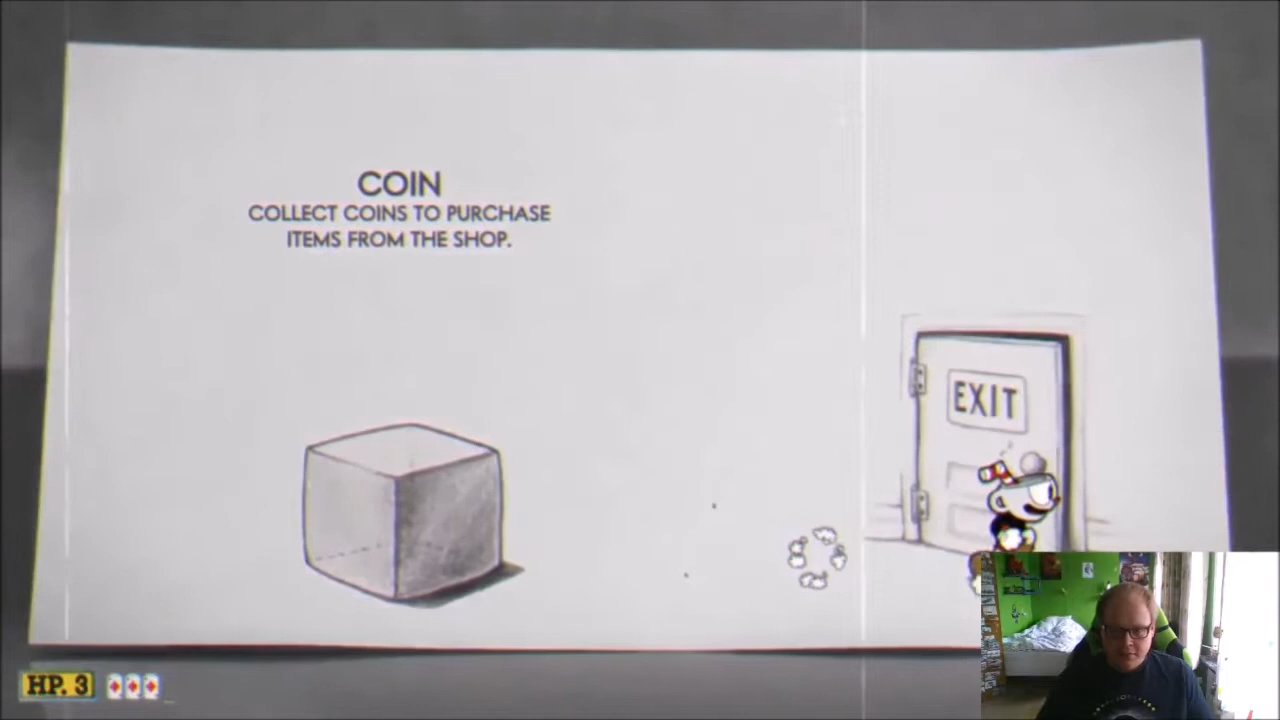 COIN
COLLECT COINS TO PURCHASE
ITEMS FROM THE SHOP.
EXIT
HP. 3